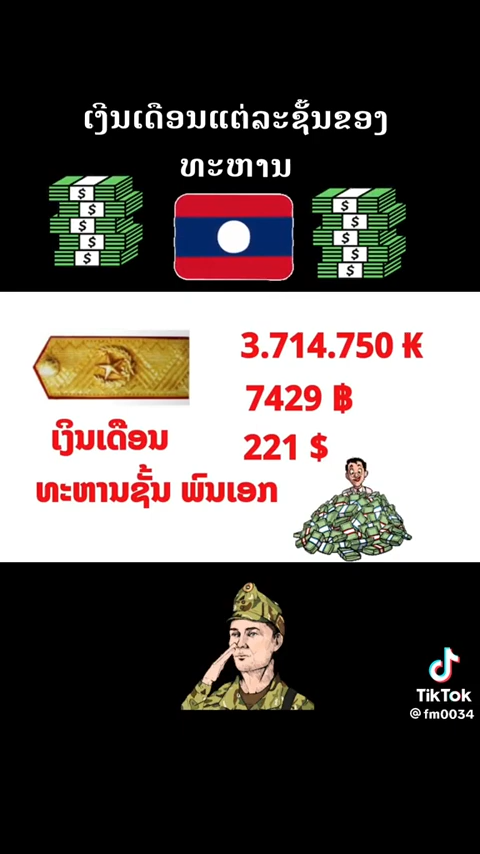 ເງິນເດືອນແຕ່ລະຊັ້ນຂອງ
ທະຫານ
$
$
$
$
$
$
$
$
$
$
3.714.750 ₭
7429 ฿
221 $
ເງິນເດືອນ
ທະຫານຊັ້ນ ພົນເອກ
TikTok
@fm0034